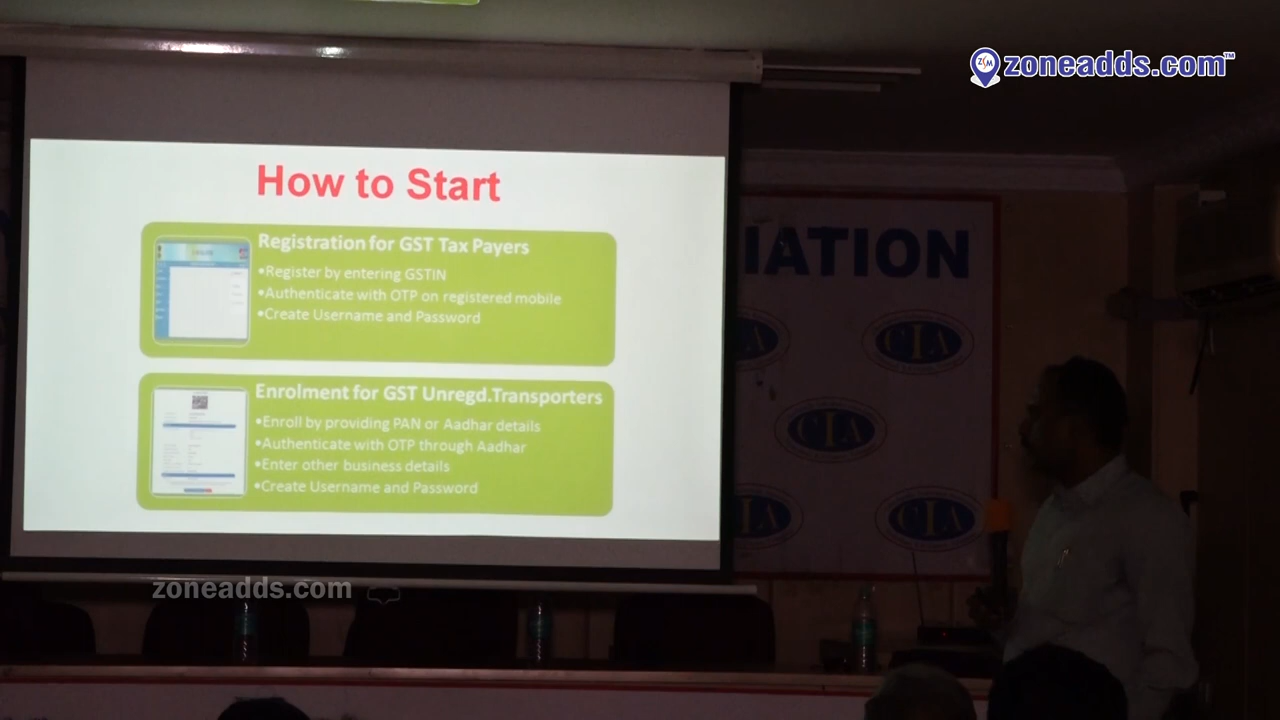 zoneadds.com™
ZSM
How to Start
Registration for GST Tax Payers
•Register by entering GSTIN
•Authenticate with OTP on registered mobile
•Create Username and Password
Enrolment for GST Unregd.Transporters
•Enroll by providing PAN or Aadhar details
•Authenticate with OTP through Aadhar
•Enter other business details
•Create Username and Password
IATION
CIA
CIA
CIA
CIA
CIA
zoneadds.com